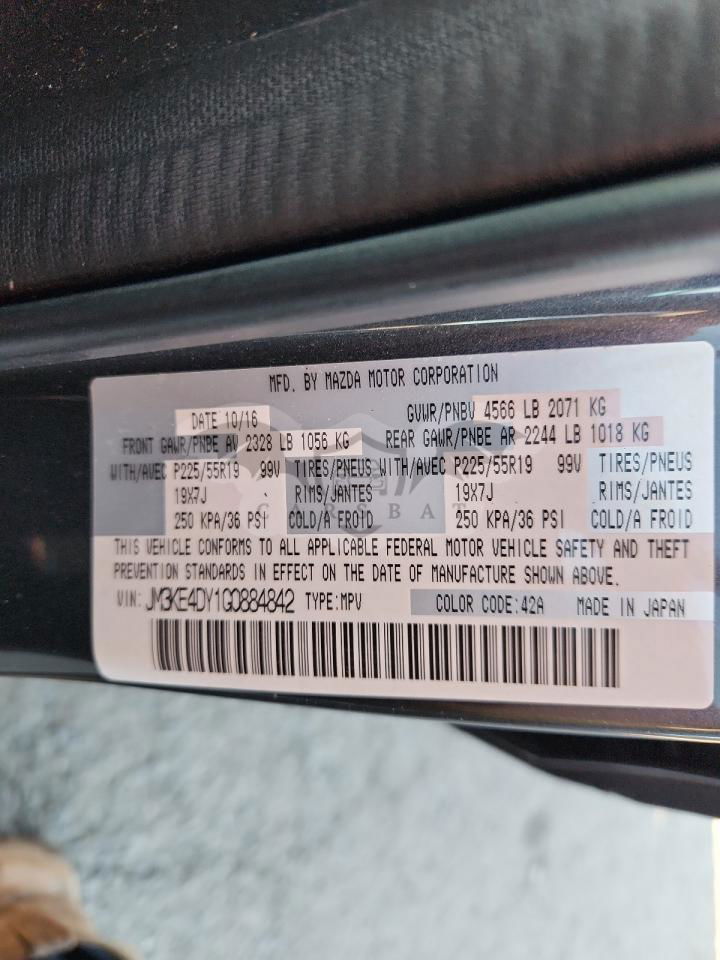 MFD. BY MAZDA MOTOR CORPORATION
DATE 10/16 GVWR/PNBV 4566 LB 2071 KG
FRONT GAWR/PNBE AV 2328 LB 1056 KG REAR GAWR/PNBE AR 2244 LB 1018 KG
WITH/AVEC P225/55R19 99V TIRES/PNEUS WITH/AVEC P225/55R19 99V TIRES/PNEUS
19X7J RIMS/JANTES 19X7J RIMS/JANTES
CARSBAT
250 KPA/36 PSI COLD/A FROID 250 KPA/36 PSI COLD/A FROID
THIS VEHICLE CONFORMS TO ALL APPLICABLE FEDERAL MOTOR VEHICLE SAFETY AND THEFT
PREVENTION STANDARDS IN EFFECT ON THE DATE OF MANUFACTURE SHOWN ABOVE.
VIN: JM3KE4DY1G0884842 TYPE:MPV COLOR CODE:42A MADE IN JAPAN